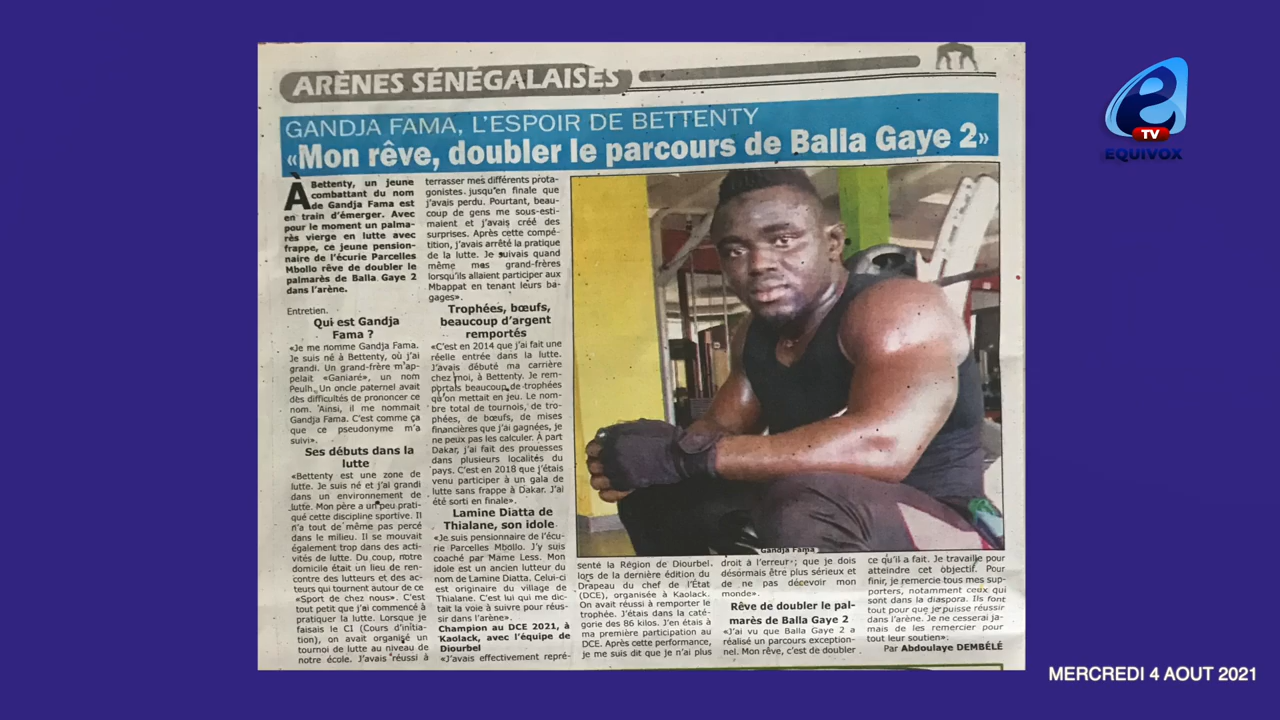 ARÈNES SÉNÉGALAISES
GANDJA FAMA, L'ESPOIR DE BETTENTY
«Mon rêve, doubler le parcours de Balla Gaye 2»
À Bettenty, un jeune
combattant du nom
de Gandja Fama est
en train d'émerger. Avec
pour le moment un palma-
rès vierge en lutte avec
frappe, ce jeune pension-
naire de l'écurie Parcelles
Mbollo rêve de doubler le
palmarès de Balla Gaye 2
dans l'arène.
Entretien.
Qui est Gandja
Fama ?
«Je me nomme Gandja Fama.
Je suis né à Bettenty, où j'ai
grandi. Un grand-frère m'ap-
pelait «Ganiaré», un nom
Peulh. Un oncle paternel avait
des difficultés de prononcer ce
nom. Ainsi, il me nommait
Gandja Fama. C'est comme ça
que ce pseudonyme m'a
suivi».
Ses débuts dans la
lutte
«Bettenty est une zone de
lutte. Je suis né et j'ai grandi
dans un environnement de
lutte. Mon père a un peu prati-
qué cette discipline sportive. Il
n'a tout de même pas percé
dans le milieu. Il se mouvait
également trop dans des acti-
vités de lutte. Du coup, notre
domicile était un lieu de ren-
contre des lutteurs et des ac-
teurs qui tournent autour de ce
«Sport de chez nous». C'est
tout petit que j'ai commencé à
pratiquer la lutte. Lorsque je
faisais le C1 (Cours d'initia-
tion), on avait organisé un
tournoi de lutte au niveau de
notre école. J'avais réussi à
terrasser mes différents prota-
gonistes. jusqu'en finale que
j'avais perdu. Pourtant, beau-
coup de gens me sous-esti-
maient et j'avais créé des
surprises. Après cette compé-
tition, j'avais arrêté la pratique
de la lutte. Je suivais quand
même mes grand-frères
lorsqu'ils allaient participer aux
Mbappat en tenant leurs ba-
gages».
Trophées, bœufs,
beaucoup d'argent
remportés
«C'est en 2014 que j'ai fait une
réelle entrée dans la lutte.
J'avais débuté ma carrière
chez moi, à Bettenty. Je rem-
portais beaucoup de trophées
qu'on mettait en jeu. Le nom-
bre total de tournois, de tro-
phées, de bœufs, de mises
financières que j'ai gagnées, je
ne peux pas les calculer. À part
Dakar, j'ai fait des prouesses
dans plusieurs localités du
pays. C'est en 2018 que j'étais
venu participer à un gala de
lutte sans frappe à Dakar. J'ai
été sorti en finale».
Lamine Diatta de
Thialane, son idole
«Je suis pensionnaire de l'écu-
rie Parcelles Mbollo. J'y suis
coaché par Mame Less. Mon
idole est un ancien lutteur du
nom de Lamine Diatta. Celui-ci
est originaire du village de
Thialane. C'est lui qui me dic-
tait la voie à suivre pour réus-
sir dans l'arène».
Champion au DCE 2021, à
Kaolack, avec l'équipe de
Diourbel
«J'avais effectivement repré-
Gandja Fama
senté la Région de Diourbel.
lors de la dernière édition du
Drapeau du chef de l'État
(DCE), organisée à Kaolack.
On avait réussi à remporter le
trophée. J'étais dans la caté-
gorie des 86 kilos. J'en étais à
ma première participation au
DCE. Après cette performance,
je me suis dit que je n'ai plus
droit à l'erreur ; que je dois
désormais être plus sérieux et
de ne pas décevoir mon
monde».
Rêve de doubler le pal-
marès de Balla Gaye 2
«J'ai vu que Balla Gaye 2 a
réalisé un parcours exception-
nel. Mon rêve, c'est de doubler
ce qu'il a fait. Je travaille pour
atteindre cet objectif. Pour
finir, je remercie tous mes sup-
porters, notamment ceux qui
sont dans la diaspora. Ils font
tout pour que je puisse réussir
dans l'arène. Je ne cesserai ja-
mais de les remercier pour
tout leur soutien».
Par Abdoulaye DEMBÉLÉ
e
TV
EQUIVOX
MERCREDI 4 AOUT 2021